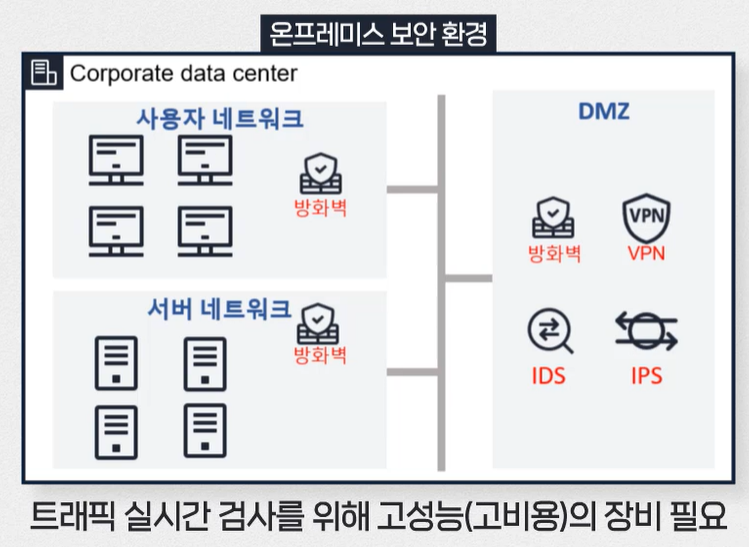 온프레미스 보안 환경
Corporate data center
사용자 네트워크
방화벽
서버 네트워크
방화벽
DMZ
방화벽
VPN
VPN
IDS
IPS
트래픽 실시간 검사를 위해 고성능(고비용)의 장비 필요